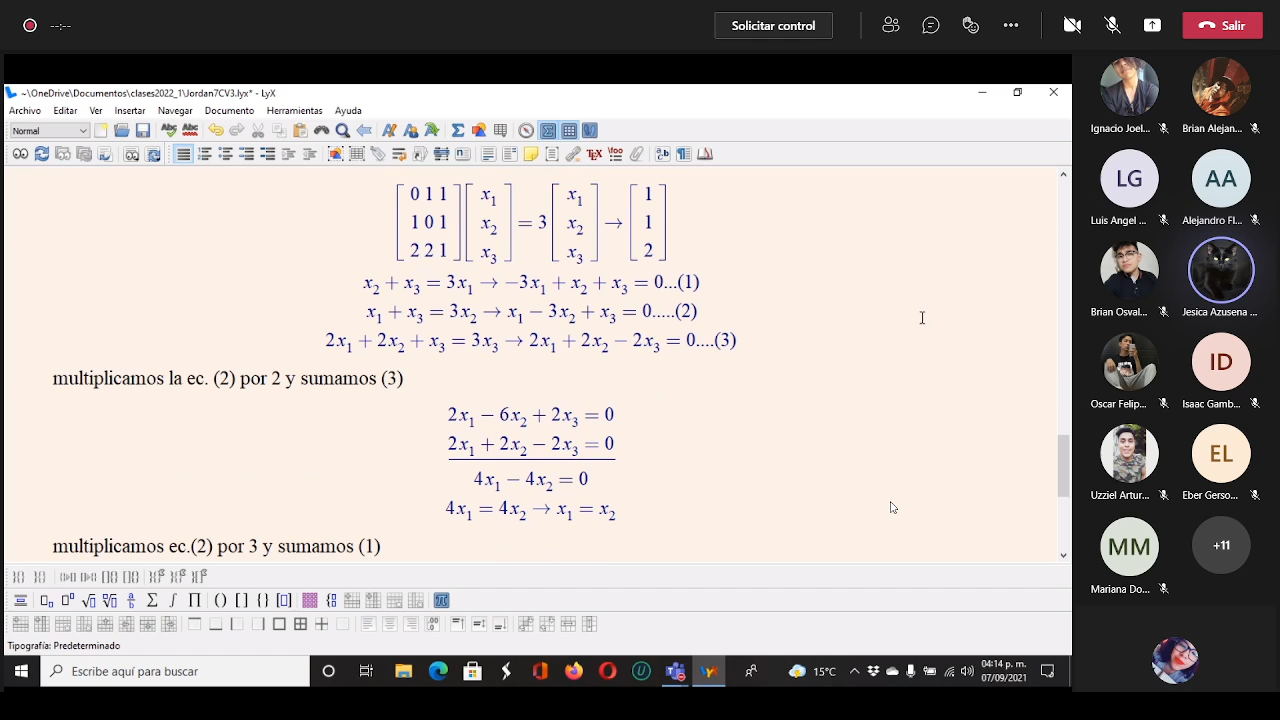 --:--
Solicitar control
Salir
~\OneDrive\Documentos\clases2022_1\Jordan7CV3.lyx* - LyX
Archivo Editar Ver Insertar Navegar Documento Herramientas Ayuda
Normal
[ 0 1 1 ] [ x₁ ] = 3 [ x₁ ] → [ 1 ]
[ 1 0 1 ] [ x₂ ] [ x₂ ] [ 1 ]
[ 2 2 1 ] [ x₃ ] [ x₃ ] [ 2 ]
x₂ + x₃ = 3x₁ → −3x₁ + x₂ + x₃ = 0...(1)
x₁ + x₃ = 3x₂ → x₁ − 3x₂ + x₃ = 0.....(2)
2x₁ + 2x₂ + x₃ = 3x₃ → 2x₁ + 2x₂ − 2x₃ = 0....(3)
multiplicamos la ec. (2) por 2 y sumamos (3)
2x₁ − 6x₂ + 2x₃ = 0
2x₁ + 2x₂ − 2x₃ = 0
4x₁ − 4x₂ = 0
4x₁ = 4x₂ → x₁ = x₂
multiplicamos ec.(2) por 3 y sumamos (1)
Tipografía: Predeterminado
Escribe aquí para buscar
15°C
04:14 p. m.
07/09/2021
Ignacio Joel...
Brian Alejan...
LG
AA
Luis Angel ...
Alejandro Fl...
Brian Osval...
Jesica Azusena ...
ID
Oscar Felip...
Isaac Gamb...
EL
Uzziel Artur...
Eber Gerso...
MM
+11
Mariana Do...